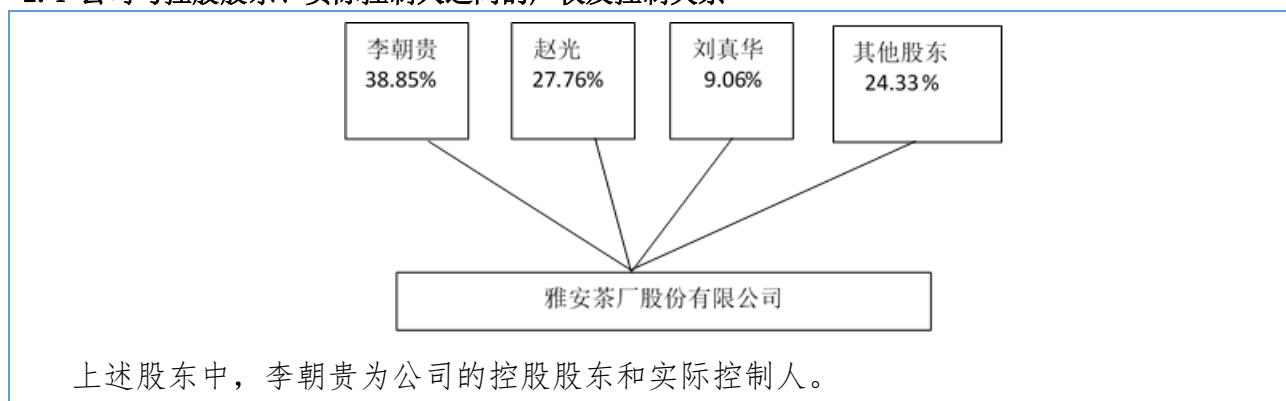 李朝贵
38.85%
赵光
27.76%
刘真华
9.06%
其他股东
24.33%
雅安茶厂股份有限公司
上述股东中，李朝贵为公司的控股股东和实际控制人。